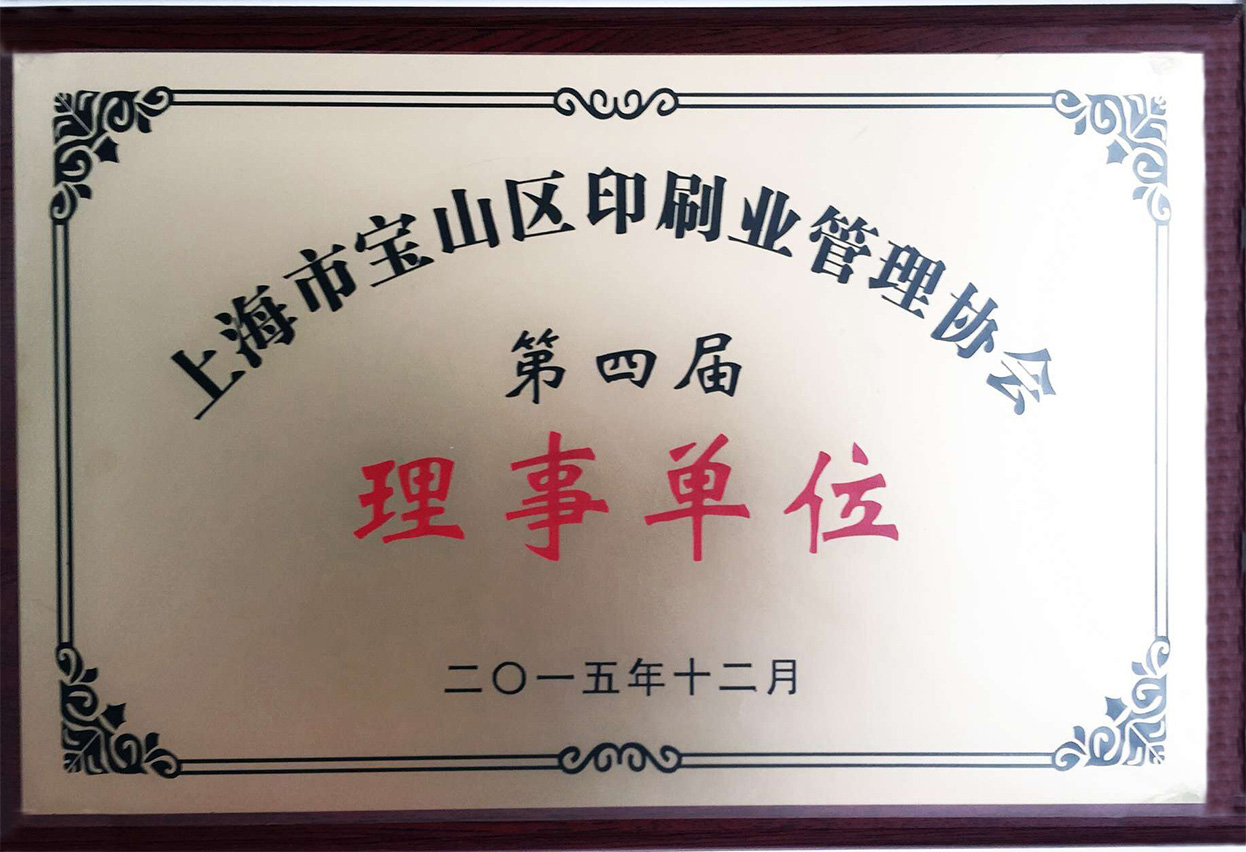 上海市宝山区印刷业管理协会
第四届
理事单位
二〇一五年十二月